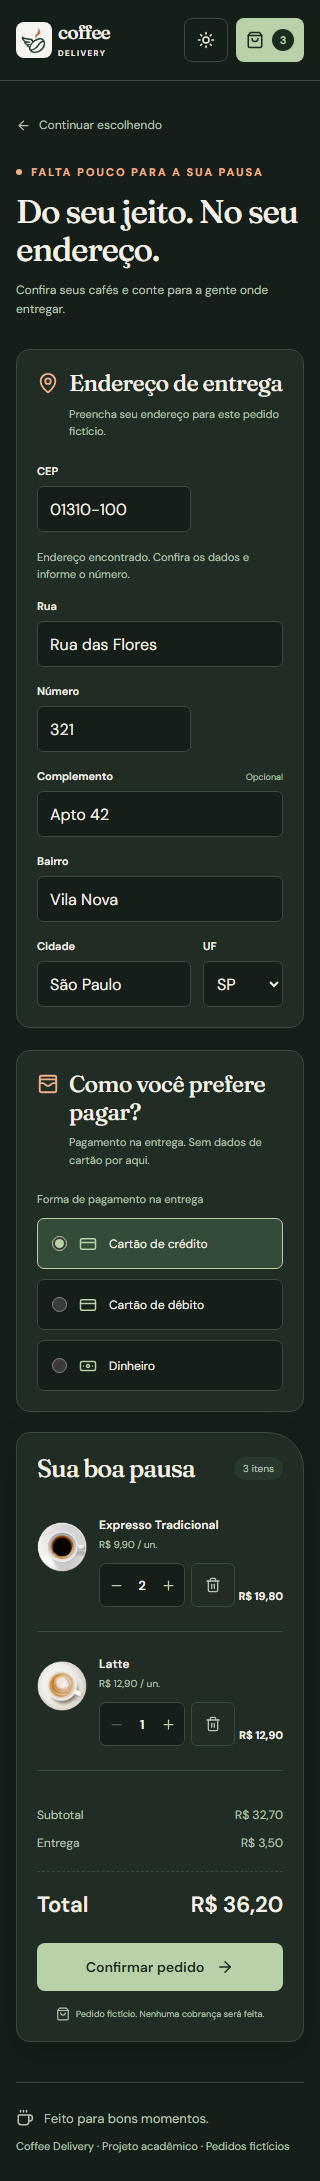 coffee
DELIVERY
3
Continuar escolhendo
FALTA POUCO PARA A SUA PAUSA
Do seu jeito. No seu
endereço.
Confira seus cafés e conte para a gente onde
entregar.
Endereço de entrega
Preencha seu endereço para este pedido
fictício.
CEP
01310-100
Endereço encontrado. Confira os dados e
informe o número.
Rua
Rua das Flores
Número
321
Complemento Opcional
Apto 42
Bairro
Vila Nova
Cidade UF
São Paulo SP
Como você prefere
pagar?
Pagamento na entrega. Sem dados de
cartão por aqui.
Forma de pagamento na entrega
Cartão de crédito
Cartão de débito
Dinheiro
Sua boa pausa 3 itens
Expresso Tradicional
R$ 9,90 / un.
2 R$ 19,80
Latte
R$ 12,90 / un.
1 R$ 12,90
Subtotal R$ 32,70
Entrega R$ 3,50
Total R$ 36,20
Confirmar pedido
Pedido fictício. Nenhuma cobrança será feita.
Feito para bons momentos.
Coffee Delivery · Projeto acadêmico · Pedidos fictícios